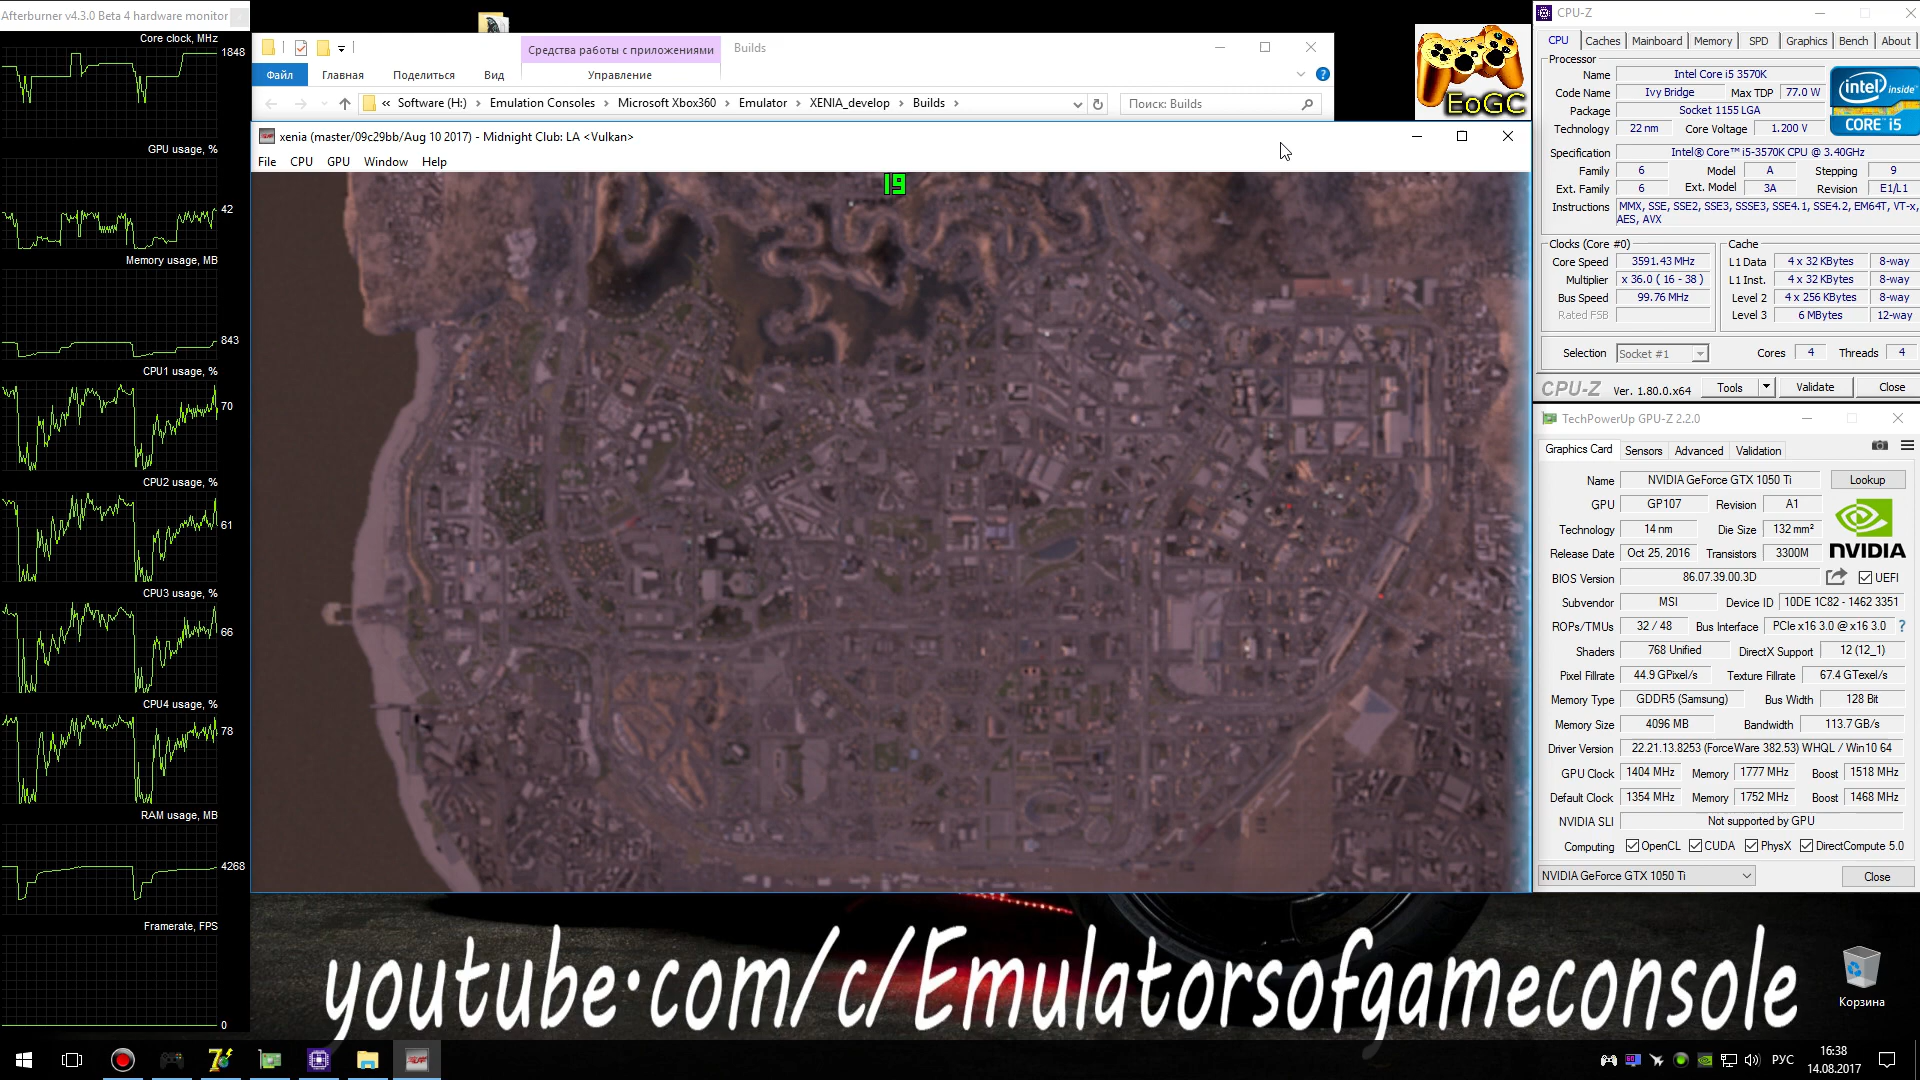 Afterburner v4.3.0 Beta 4 hardware monitor
Core clock, MHz
1848
GPU usage, %
42
Memory usage, MB
843
CPU1 usage, %
70
CPU2 usage, %
61
CPU3 usage, %
66
CPU4 usage, %
78
RAM usage, MB
4268
Framerate, FPS
0
Средства работы с приложениями
Builds
Файл
Главная
Поделиться
Вид
Управление
« Software (H:) > Emulation Consoles > Microsoft Xbox360 > Emulator > XENIA_develop > Builds >
Поиск: Builds
EoGC
xenia (master/09c29bb/Aug 10 2017) - Midnight Club: LA <Vulkan>
File CPU GPU Window Help
19
CPU-Z
CPU Caches Mainboard Memory SPD Graphics Bench About
Processor
Name Intel Core i5 3570K
Code Name Ivy Bridge Max TDP 77.0 W
Package Socket 1155 LGA
Technology 22 nm Core Voltage 1.200 V
intel inside™
CORE i5
Specification Intel® Core™ i5-3570K CPU @ 3.40GHz
Family 6 Model A Stepping 9
Ext. Family 6 Ext. Model 3A Revision E1/L1
Instructions MMX, SSE, SSE2, SSE3, SSSE3, SSE4.1, SSE4.2, EM64T, VT-x,
AES, AVX
Clocks (Core #0)
Core Speed 3591.43 MHz
Multiplier x 36.0 ( 16 - 38 )
Bus Speed 99.76 MHz
Rated FSB
Cache
L1 Data 4 x 32 KBytes 8-way
L1 Inst. 4 x 32 KBytes 8-way
Level 2 4 x 256 KBytes 8-way
Level 3 6 MBytes 12-way
Selection Socket #1 Cores 4 Threads 4
CPU-Z Ver. 1.80.0.x64 Tools Validate Close
TechPowerUp GPU-Z 2.2.0
Graphics Card Sensors Advanced Validation
Name NVIDIA GeForce GTX 1050 Ti Lookup
GPU GP107 Revision A1
Technology 14 nm Die Size 132 mm²
Release Date Oct 25, 2016 Transistors 3300M
NVIDIA
BIOS Version 86.07.39.00.3D UEFI
Subvendor MSI Device ID 10DE 1C82 - 1462 3351
ROPs/TMUs 32 / 48 Bus Interface PCIe x16 3.0 @ x16 3.0 ?
Shaders 768 Unified DirectX Support 12 (12_1)
Pixel Fillrate 44.9 GPixel/s Texture Fillrate 67.4 GTexel/s
Memory Type GDDR5 (Samsung) Bus Width 128 Bit
Memory Size 4096 MB Bandwidth 113.7 GB/s
Driver Version 22.21.13.8253 (ForceWare 382.53) WHQL / Win10 64
GPU Clock 1404 MHz Memory 1777 MHz Boost 1518 MHz
Default Clock 1354 MHz Memory 1752 MHz Boost 1468 MHz
NVIDIA SLI Not supported by GPU
Computing OpenCL CUDA PhysX DirectCompute 5.0
NVIDIA GeForce GTX 1050 Ti Close
youtube.com/c/Emulatorsofgameconsole
Корзина
РУС
16:38
14.08.2017